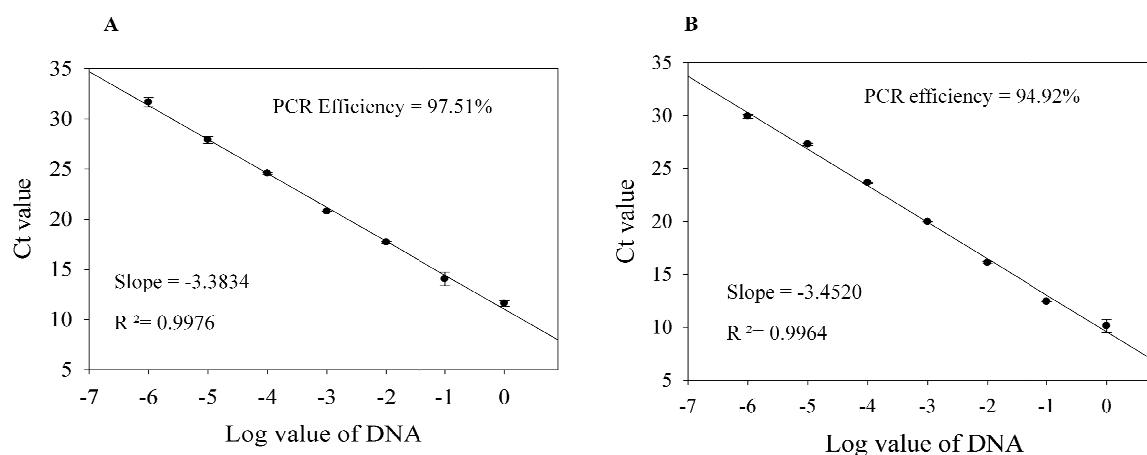 A
35
30
25
20
15
10
5
Ct value
PCR Efficiency = 97.51%
Slope = -3.3834
R ²= 0.9976
-7 -6 -5 -4 -3 -2 -1 0
Log value of DNA
B
35
30
25
20
15
10
5
Ct value
PCR efficiency = 94.92%
Slope = -3.4520
R ²= 0.9964
-7 -6 -5 -4 -3 -2 -1 0
Log value of DNA